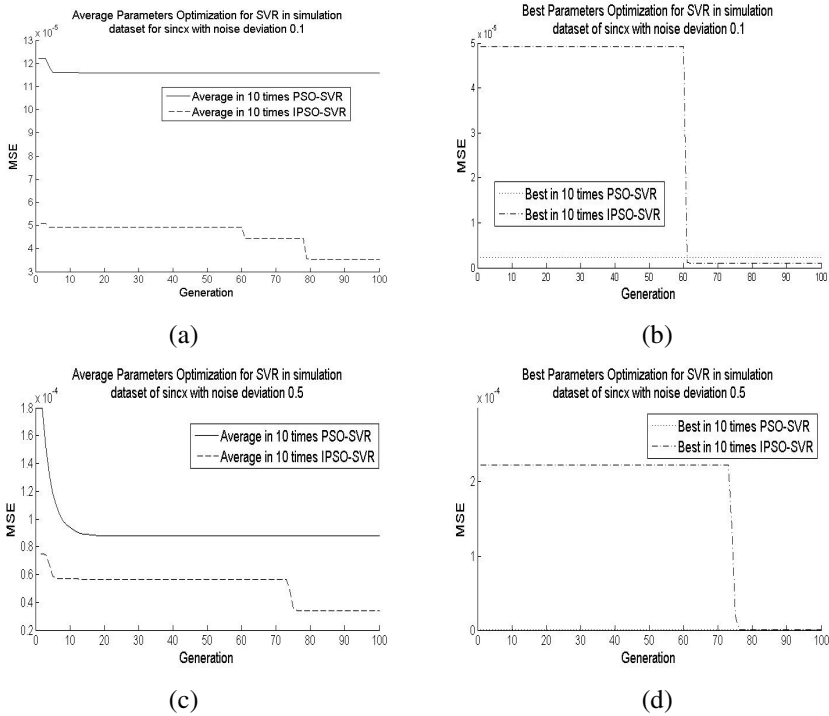 Average Parameters Optimization for SVR in simulation
dataset for sincx with noise deviation 0.1
x 10⁻⁵
13
12
11
10
9
8
7
6
5
4
3
MSE
Average in 10 times PSO-SVR
Average in 10 times IPSO-SVR
0 10 20 30 40 50 60 70 80 90 100
Generation
(a)
Best Parameters Optimization for SVR in simulation
dataset of sincx with noise deviation 0.1
x 10⁻⁵
5
4
3
2
1
0
MSE
Best in 10 times PSO-SVR
Best in 10 times IPSO-SVR
0 10 20 30 40 50 60 70 80 90 100
Generation
(b)
Average Parameters Optimization for SVR in simulation
dataset of sincx with noise deviation 0.5
x 10⁻⁴
1.8
1.6
1.4
1.2
1
0.8
0.6
0.4
0.2
MSE
Average in 10 times PSO-SVR
Average in 10 times IPSO-SVR
0 10 20 30 40 50 60 70 80 90 100
Generation
(c)
Best Parameters Optimization for SVR in simulation
dataset of sincx with noise deviation 0.5
x 10⁻⁴
2
1
0
MSE
Best in 10 times PSO-SVR
Best in 10 times IPSO-SVR
0 10 20 30 40 50 60 70 80 90 100
Generation
(d)